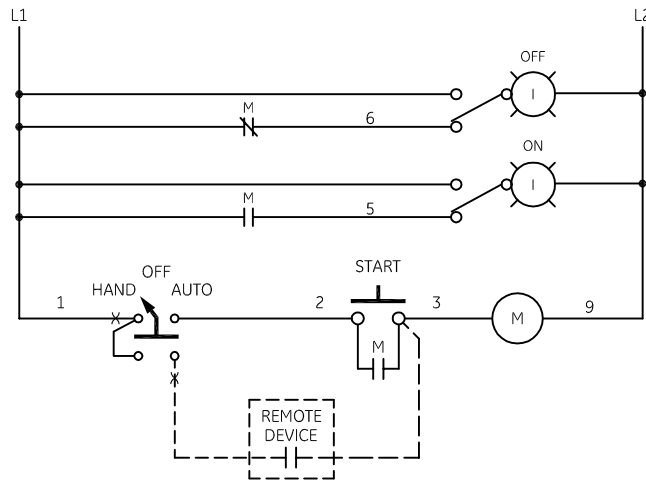 L1
L2
OFF
I
M
6
ON
I
M
5
OFF
HAND
AUTO
START
1
X
2
3
M
9
M
X
REMOTE
DEVICE